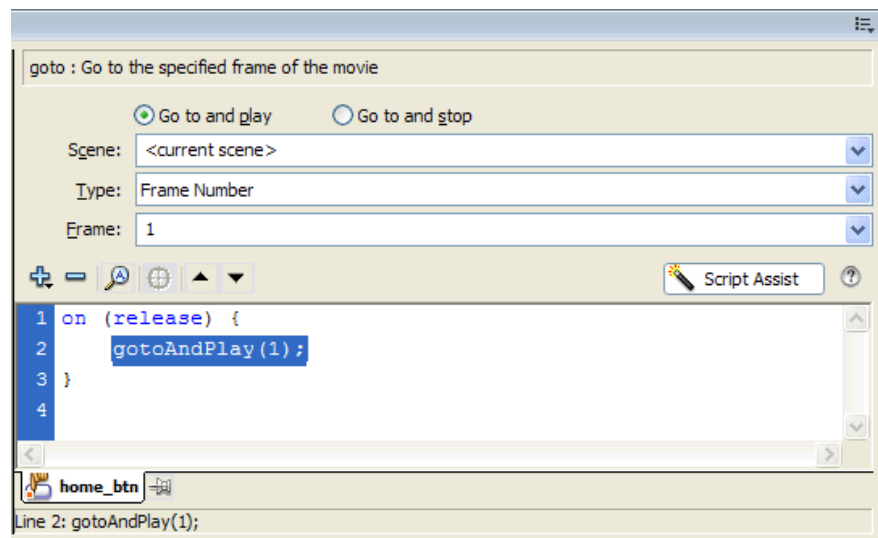 goto : Go to the specified frame of the movie
Go to and play Go to and stop
Scene: <current scene>
Type: Frame Number
Frame: 1
Script Assist ?
1 on (release) {
2 gotoAndPlay(1);
3 }
4
home_btn
Line 2: gotoAndPlay(1);